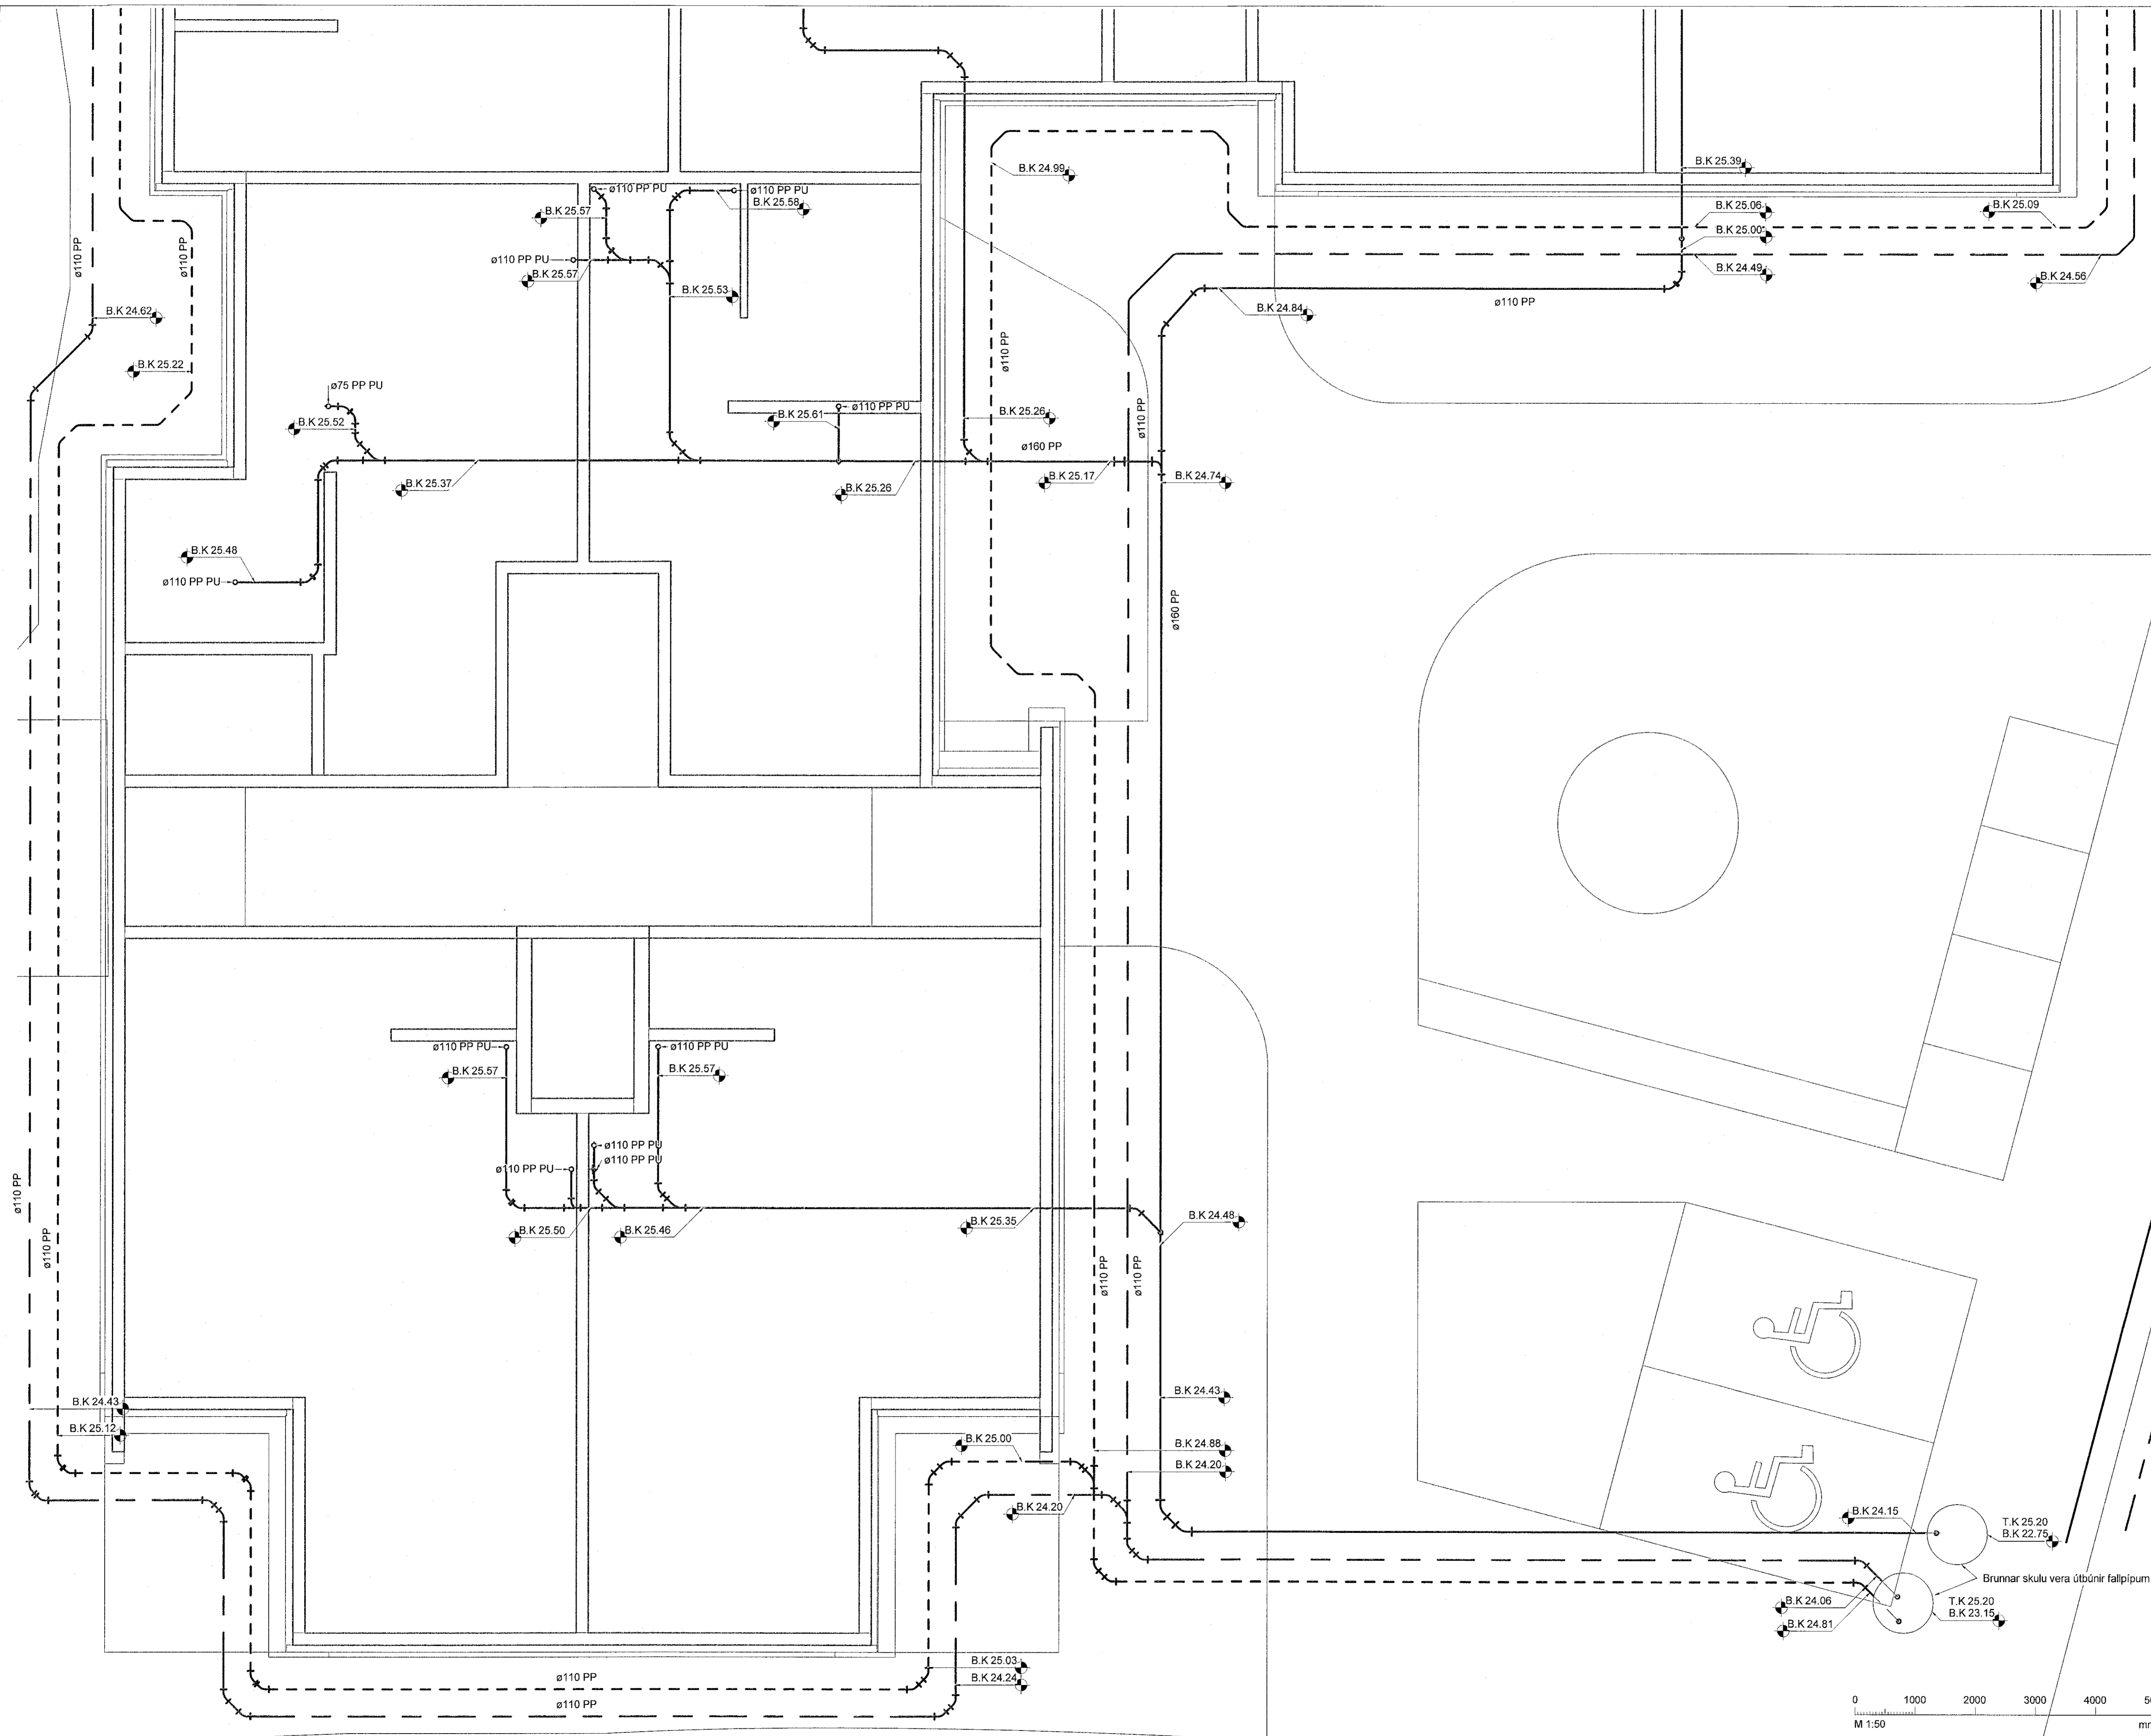 B.K 24.99
B.K 25.39
ø110 PP PU
ø110 PP PU
B.K 25.58
B.K 25.57
B.K 25.06
B.K 25.09
B.K 25.00
ø110 PP
ø110 PP
ø110 PP PU
B.K 25.57
B.K 24.49
B.K 24.56
B.K 25.53
ø110 PP
B.K 24.62
B.K 24.84
B.K 25.22
ø110 PP
ø75 PP PU
B.K 25.52
B.K 25.61
ø110 PP PU
B.K 25.26
ø110 PP
ø160 PP
B.K 25.37
B.K 25.26
B.K 25.17
B.K 24.74
B.K 25.48
ø110 PP PU
ø160 PP
ø110 PP PU
ø110 PP PU
B.K 25.57
B.K 25.57
ø110 PP PU
ø110 PP PU
ø110 PP PU
ø110 PP
ø110 PP
B.K 25.50
B.K 25.46
B.K 25.35
B.K 24.48
ø110 PP
ø110 PP
B.K 24.43
B.K 25.12
B.K 24.43
B.K 25.00
B.K 24.88
B.K 24.20
B.K 24.20
B.K 24.15
T.K 25.20
B.K 22.75
Brunnar skulu vera útbúnir fallpípum
B.K 24.06
B.K 24.81
T.K 25.20
B.K 23.15
B.K 25.03
B.K 24.24
ø110 PP
ø110 PP
0 1000 2000 3000 4000
M 1:50